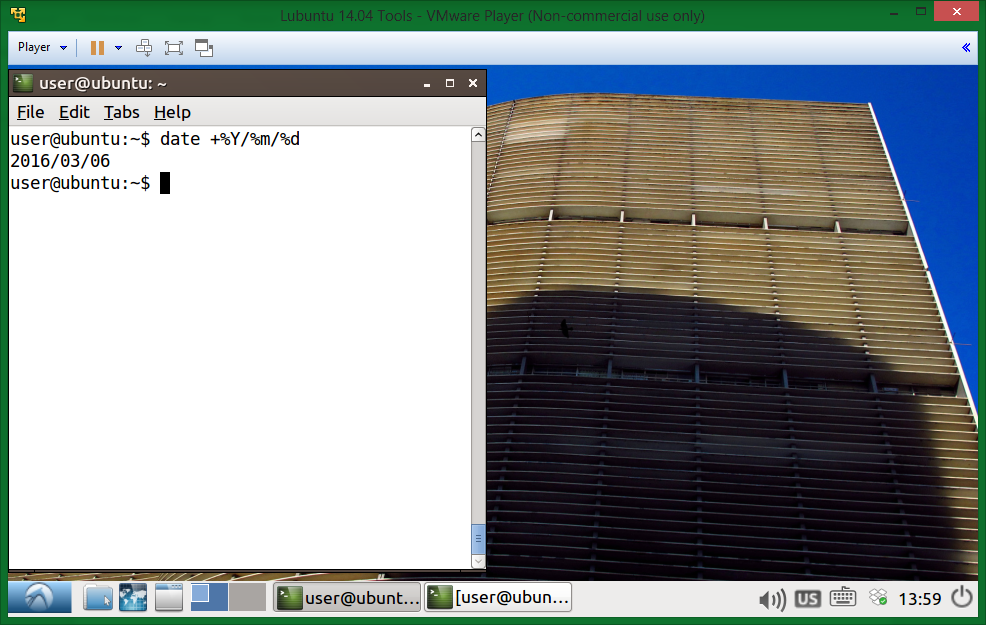 Lubuntu 14.04 Tools - VMware Player (Non-commercial use only)
Player
user@ubuntu: ~
File Edit Tabs Help
user@ubuntu:~$ date +%Y/%m/%d
2016/03/06
user@ubuntu:~$
user@ubunt... [user@ubun... US 13:59